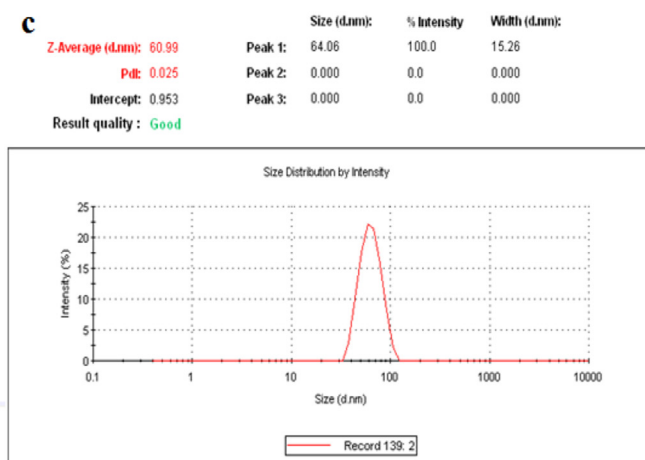 c
Size (d.nm): % Intensity Width (d.nm):
Z-Average (d.nm): 60.99 Peak 1: 64.06 100.0 15.26
PdI: 0.025 Peak 2: 0.000 0.0 0.000
Intercept: 0.953 Peak 3: 0.000 0.0 0.000
Result quality : Good
Size Distribution by Intensity
25
20
15
10
5
0
Intensity (%)
0.1 1 10 100 1000 10000
Size (d.nm)
Record 139: 2